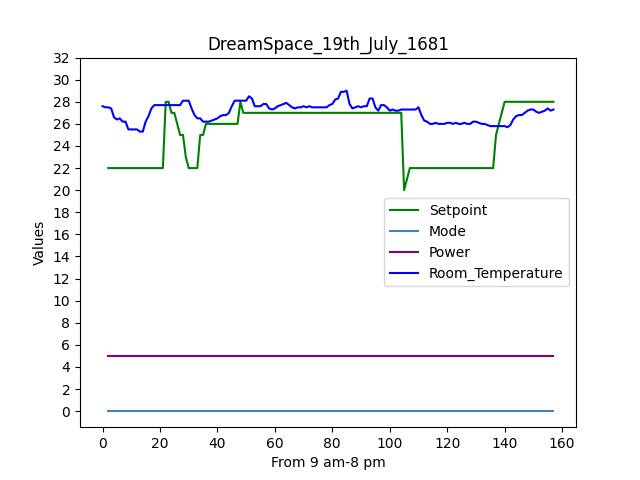 DreamSpace_19th_July_1681
32
30
28
26
24
22
20
18
16
14
12
10
8
6
4
2
0
Values
Setpoint
Mode
Power
Room_Temperature
0 20 40 60 80 100 120 140 160
From 9 am-8 pm